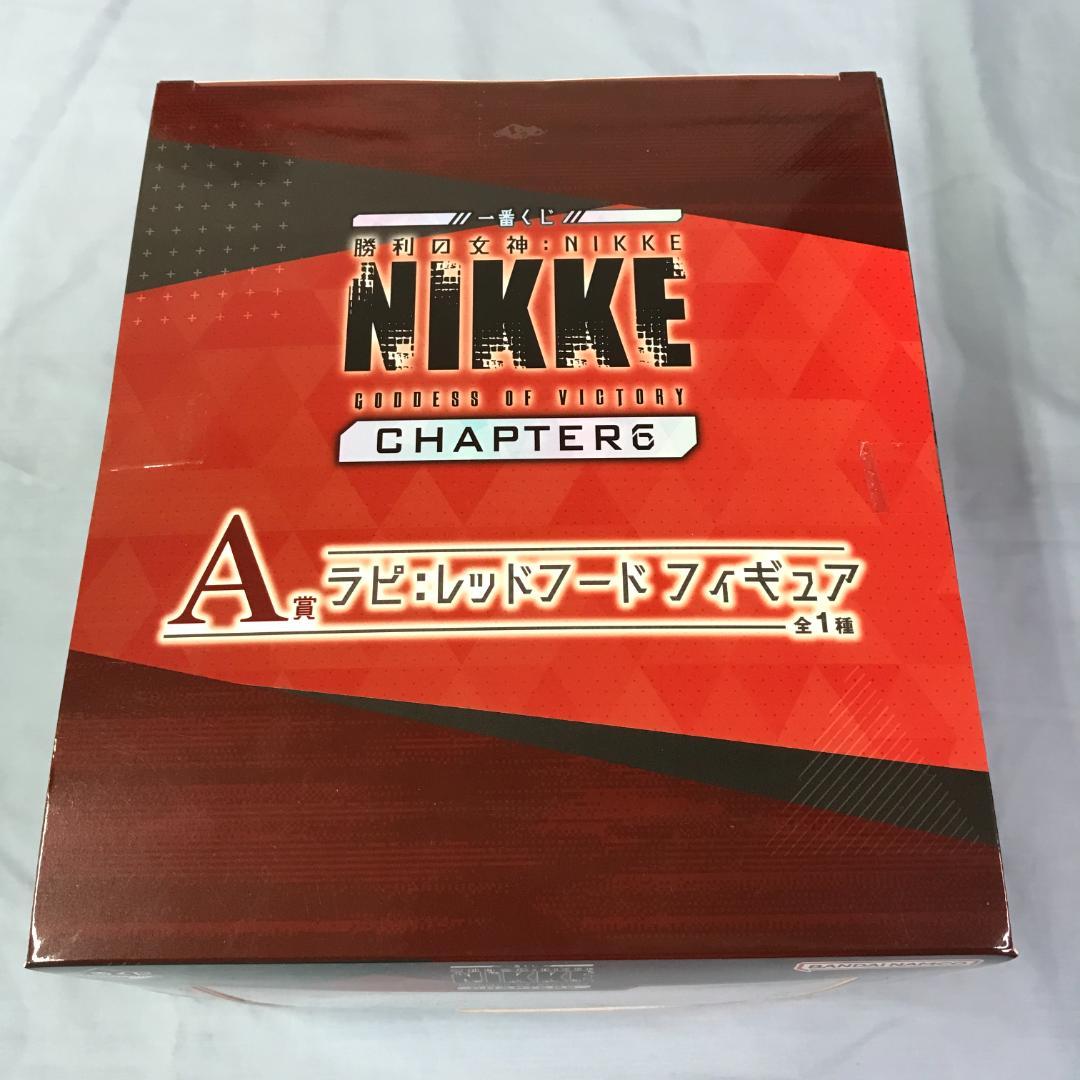 一番くじ
勝利の女神:NIKKE
NIKKE
GODDESS OF VICTORY
CHAPTER6
A賞 ラピ:レッドフード フィギュア
全1種
NIKKE
BANDAI NAMCO